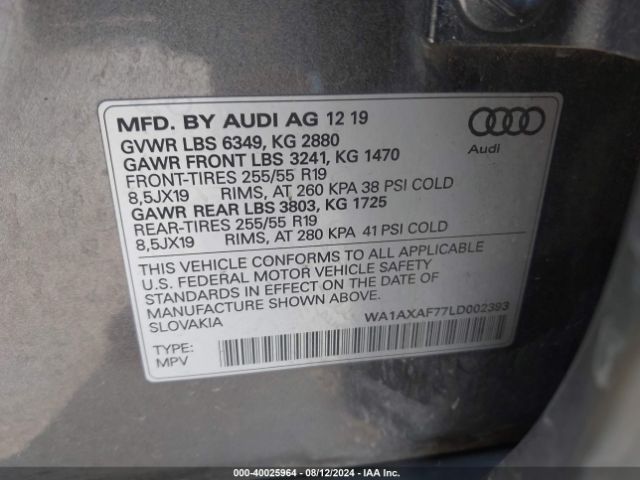 MFD. BY AUDI AG 12 19
GVWR LBS 6349, KG 2880
GAWR FRONT LBS 3241, KG 1470
FRONT-TIRES 255/55 R19
8,5JX19 RIMS, AT 260 KPA 38 PSI COLD
GAWR REAR LBS 3803, KG 1725
REAR-TIRES 255/55 R19
8,5JX19 RIMS, AT 280 KPA 41 PSI COLD
Audi
THIS VEHICLE CONFORMS TO ALL APPLICABLE
U.S. FEDERAL MOTOR VEHICLE SAFETY
STANDARDS IN EFFECT ON THE DATE OF
MANUFACTURE SHOWN ABOVE.
SLOVAKIA
WA1AXAF77LD002393
TYPE:
MPV
000-40025964 - 08/12/2024 - IAA Inc.